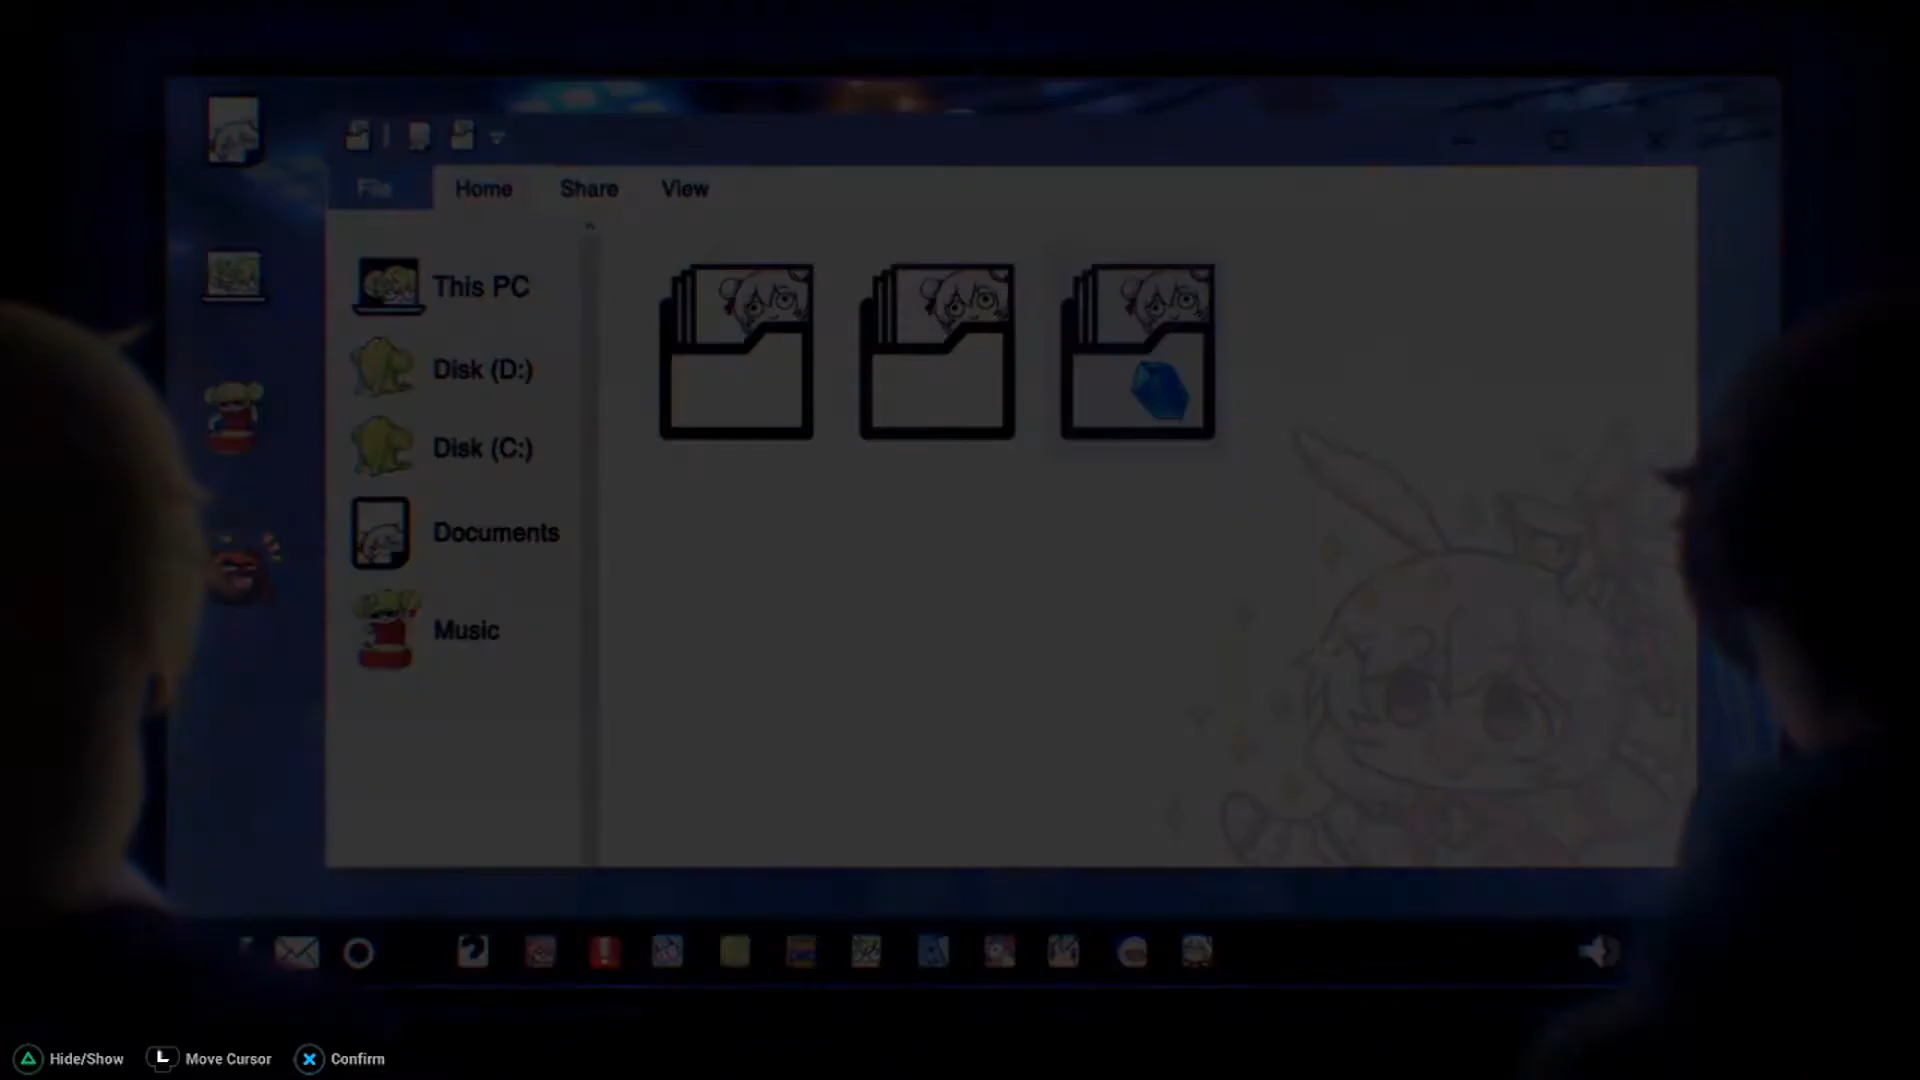 File
Home
Share
View
This PC
Disk (D:)
Disk (C:)
Documents
Music
Hide/Show
L
Move Cursor
Confirm